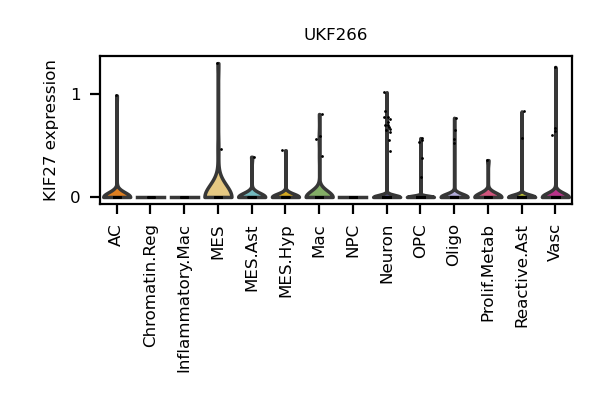 UKF266
KIF27 expression
1
0
AC
Chromatin.Reg
Inflammatory.Mac
MES
MES.Ast
MES.Hyp
Mac
NPC
Neuron
OPC
Oligo
Prolif.Metab
Reactive.Ast
Vasc